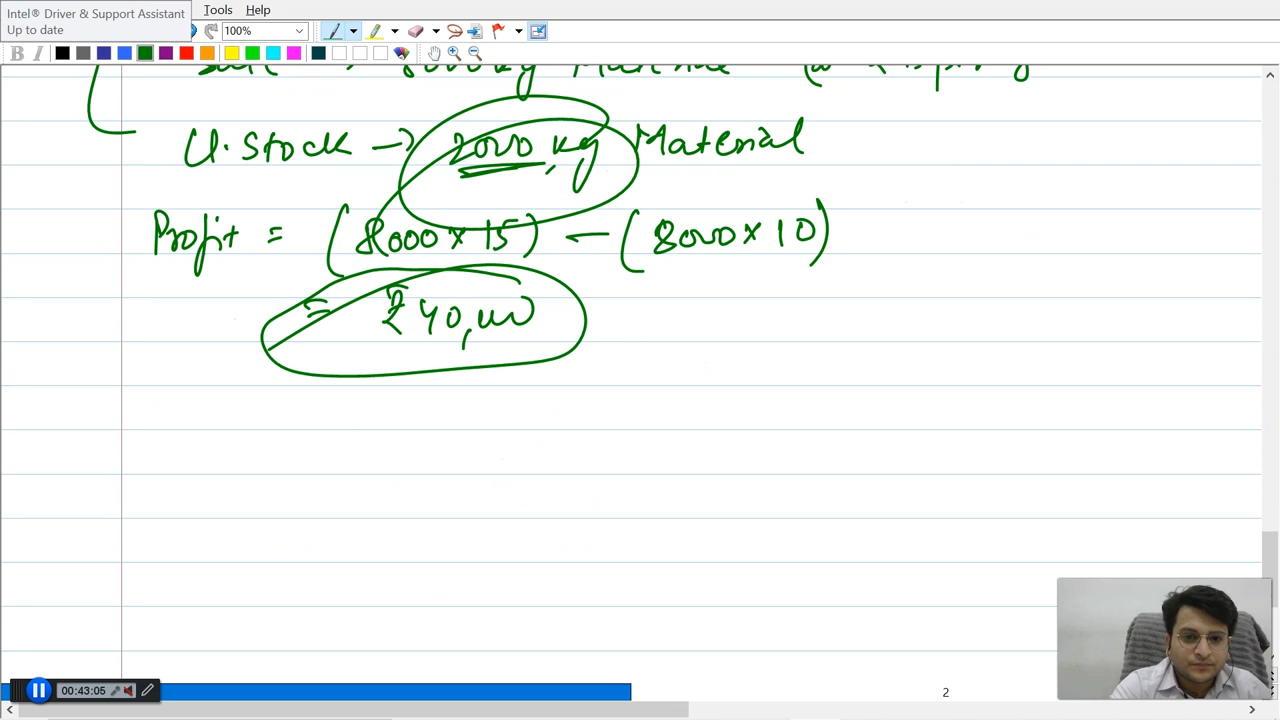 Intel® Driver & Support Assistant
Up to date
Tools Help
100%
B I
Cl. Stock → 2000 kg Material
Profit = (8000 × 15) – (8000 × 10)
= ₹ 40,000
00:43:05
2